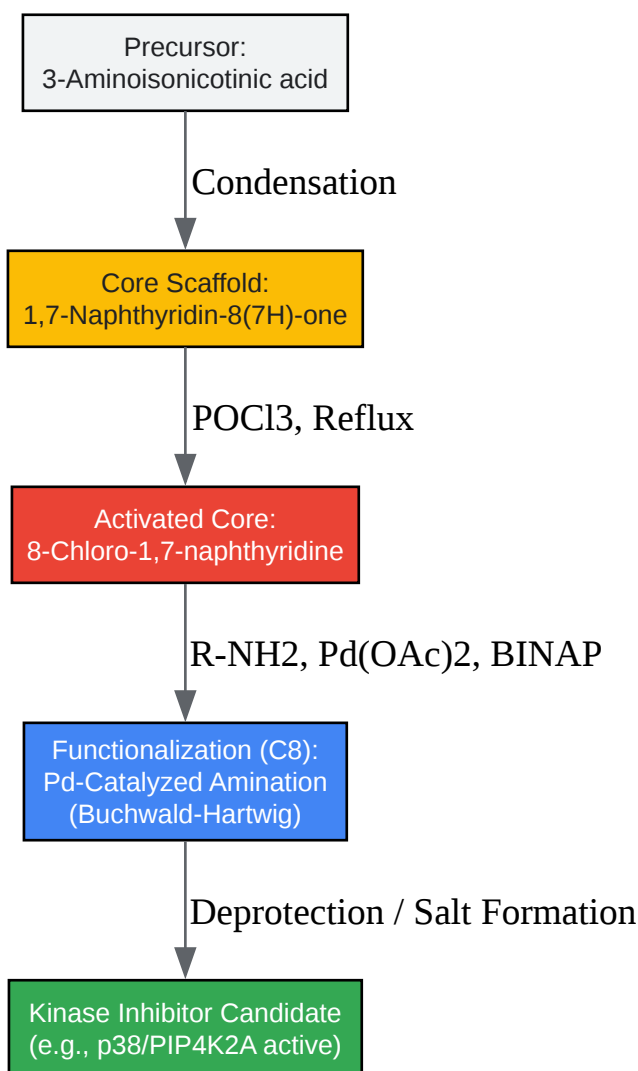 Precursor:
3-Aminoisonicotinic acid
Condensation
Core Scaffold:
1,7-Naphthyridin-8(7H)-one
POCl3, Reflux
Activated Core:
8-Chloro-1,7-naphthyridine
R-NH2, Pd(OAc)2, BINAP
Functionalization (C8):
Pd-Catalyzed Amination
(Buchwald-Hartwig)
Deprotection / Salt Formation
Kinase Inhibitor Candidate
(e.g., p38/PIP4K2A active)